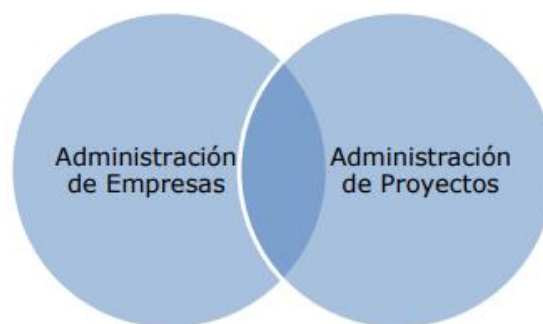 Administración
de Empresas
Administración
de Proyectos